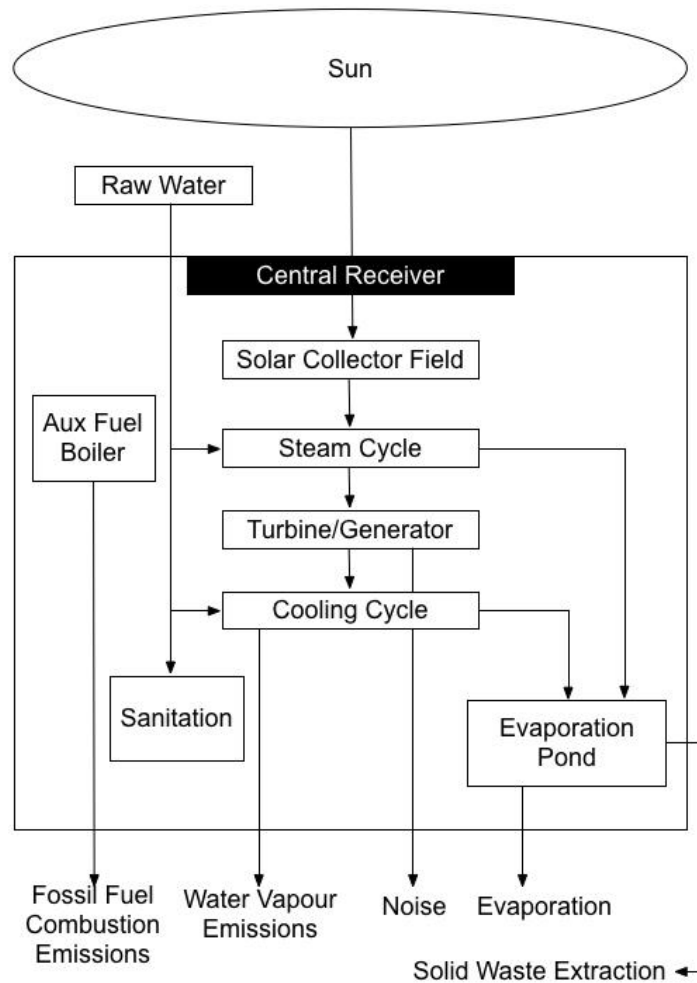 Sun
Raw Water
Central Receiver
Solar Collector Field
Aux Fuel
Boiler
Steam Cycle
Turbine/Generator
Cooling Cycle
Sanitation
Evaporation
Pond
Fossil Fuel
Combustion
Emissions
Water Vapour
Emissions
Noise
Evaporation
Solid Waste Extraction